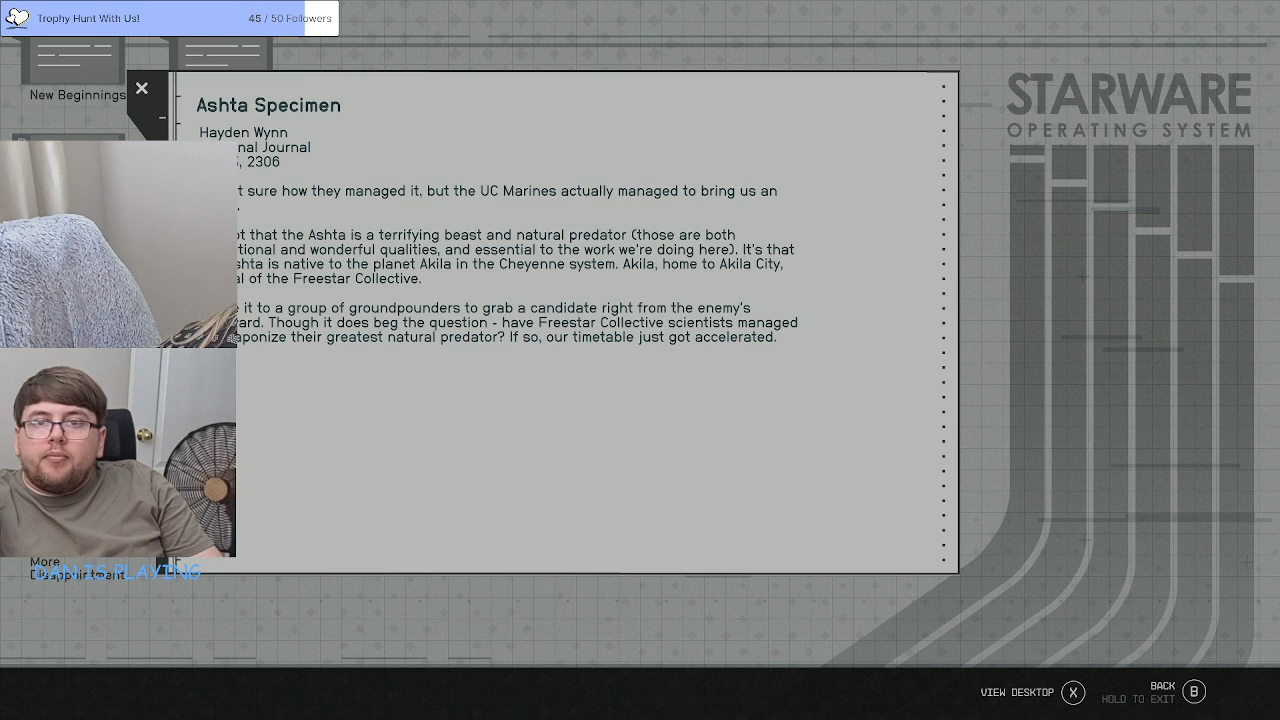 Trophy Hunt With Us!
45 / 50 Followers
New Beginnings
Ashta Specimen
Hayden Wynn
nal Journal
, 2306
t sure how they managed it, but the UC Marines actually managed to bring us an
.
ot that the Ashta is a terrifying beast and natural predator (those are both
tional and wonderful qualities, and essential to the work we're doing here). It's that
shta is native to the planet Akila in the Cheyenne system. Akila, home to Akila City,
al of the Freestar Collective.
it to a group of groundpounders to grab a candidate right from the enemy's
ard. Though it does beg the question - have Freestar Collective scientists managed
aponize their greatest natural predator? If so, our timetable just got accelerated.
STARWARE
OPERATING SYSTEM
More
Disappointment
DAN IS PLAYING
VIEW DESKTOP X
BACK B
HOLD TO EXIT